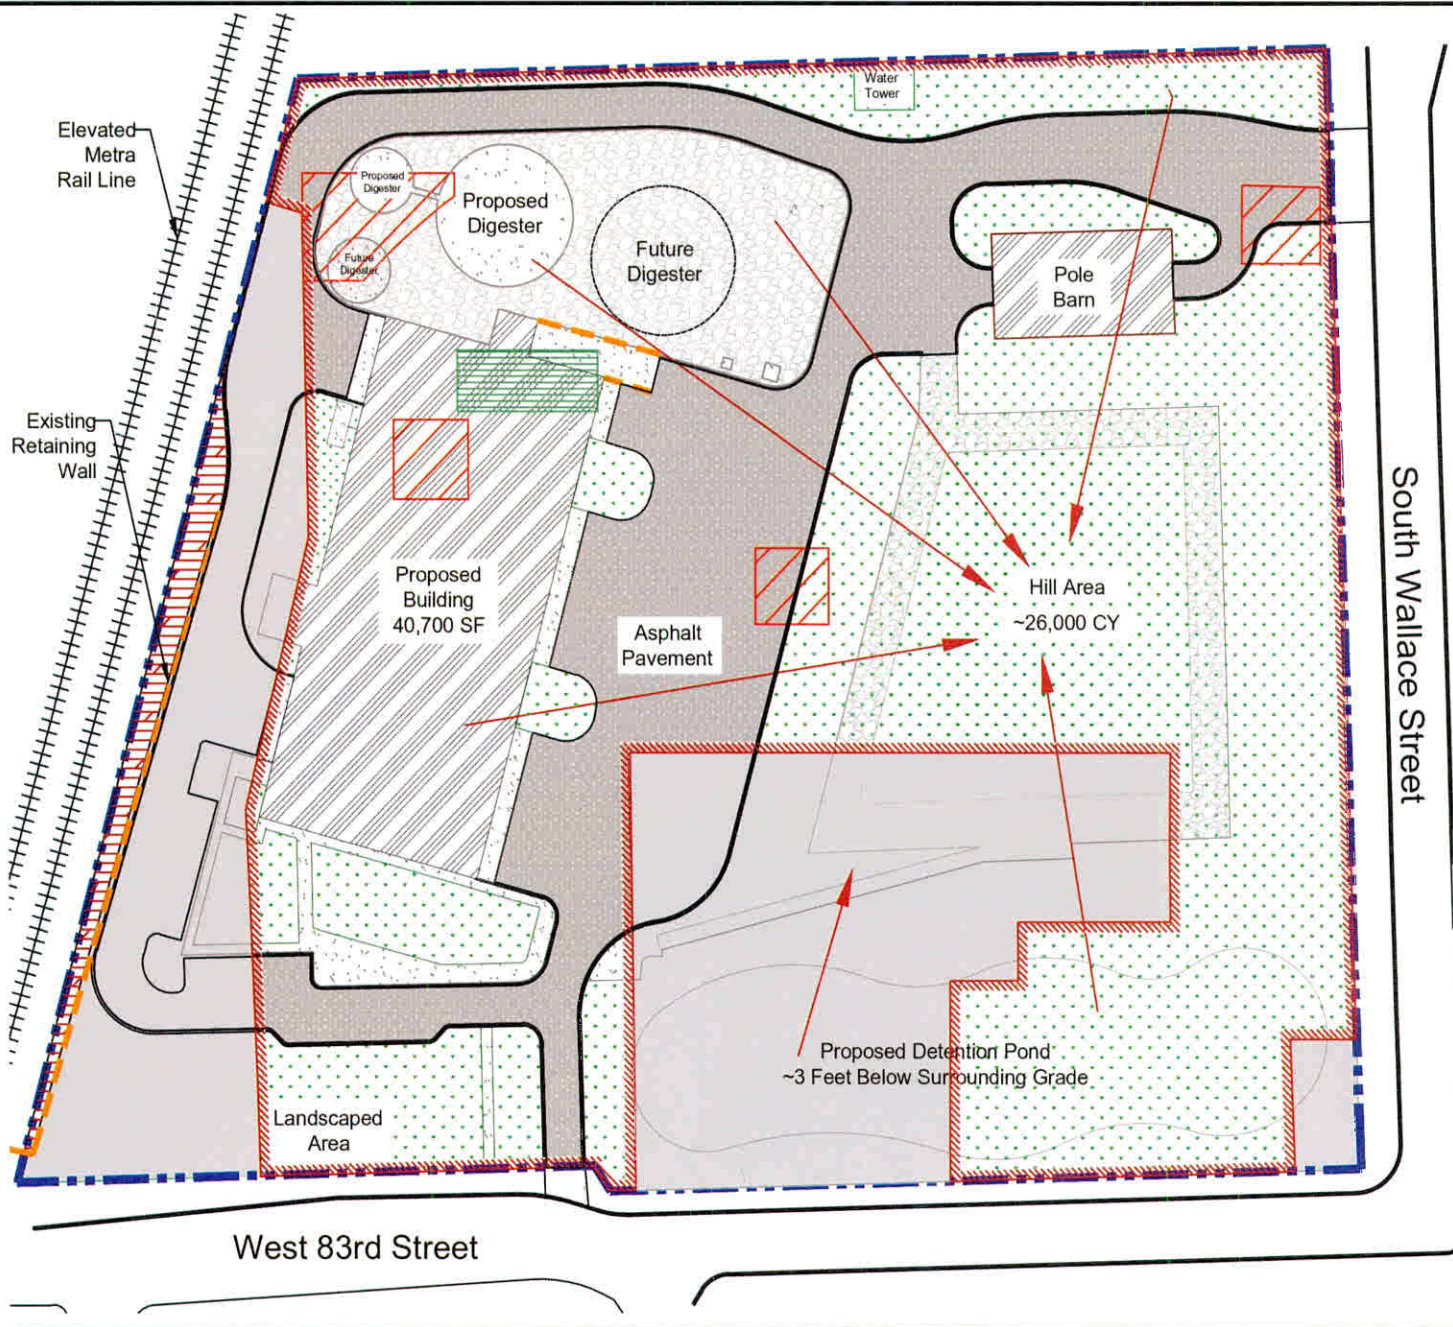 Water
Tower
Elevated
Metra
Rail Line
Proposed
Digester
Proposed
Digester
Future
Digester
Future
Digester
Pole
Barn
Existing
Retaining
Wall
Proposed
Building
40,700 SF
Asphalt
Pavement
Hill Area
~26,000 CY
South Wallace Street
Proposed Detention Pond
~3 Feet Below Surrounding Grade
Landscaped
Area
West 83rd Street